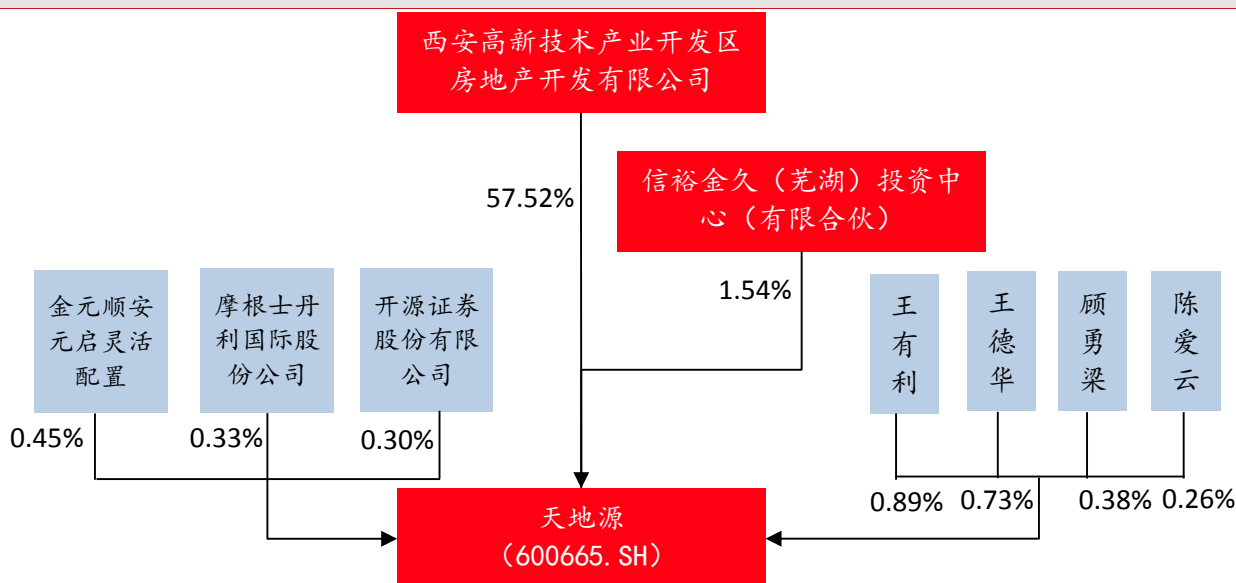 西安高新技术产业开发区
房地产开发有限公司
57.52%
信裕金久（芜湖）投资中
心（有限合伙）
1.54%
金元顺安
元启灵活
配置
摩根士丹
利国际股
份公司
开源证券
股份有限
公司
王
有
利
王
德
华
顾
勇
梁
陈
爱
云
0.45%
0.33%
0.30%
0.89%
0.73%
0.38%
0.26%
天地源
（600665.SH）